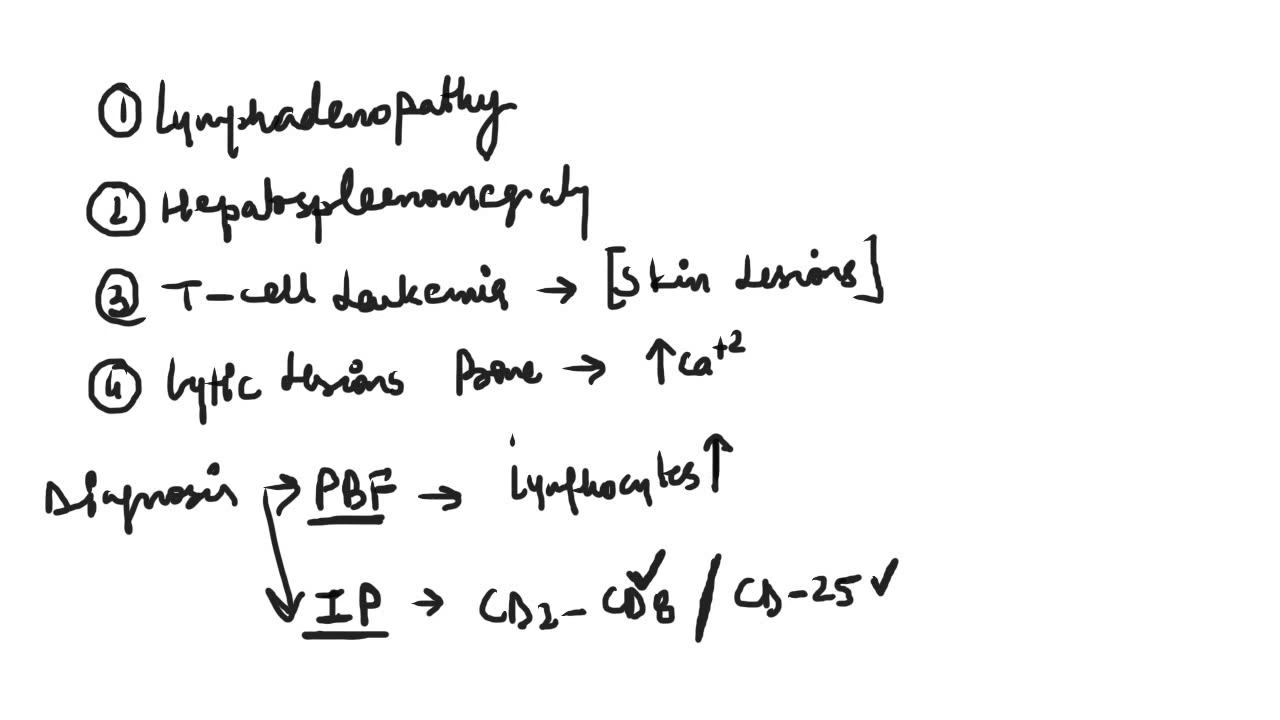 ① Lymphadenopathy
② Hepatospleenomegaly
③ T-cell Leukemia → [Skin Lesions]
④ Lytic Lesions Bone → ↑ca+2
Diagnosis → PBF → Lymphocytes ↑
IP → CD2 - CD8 ✓ / CD-25 ✓